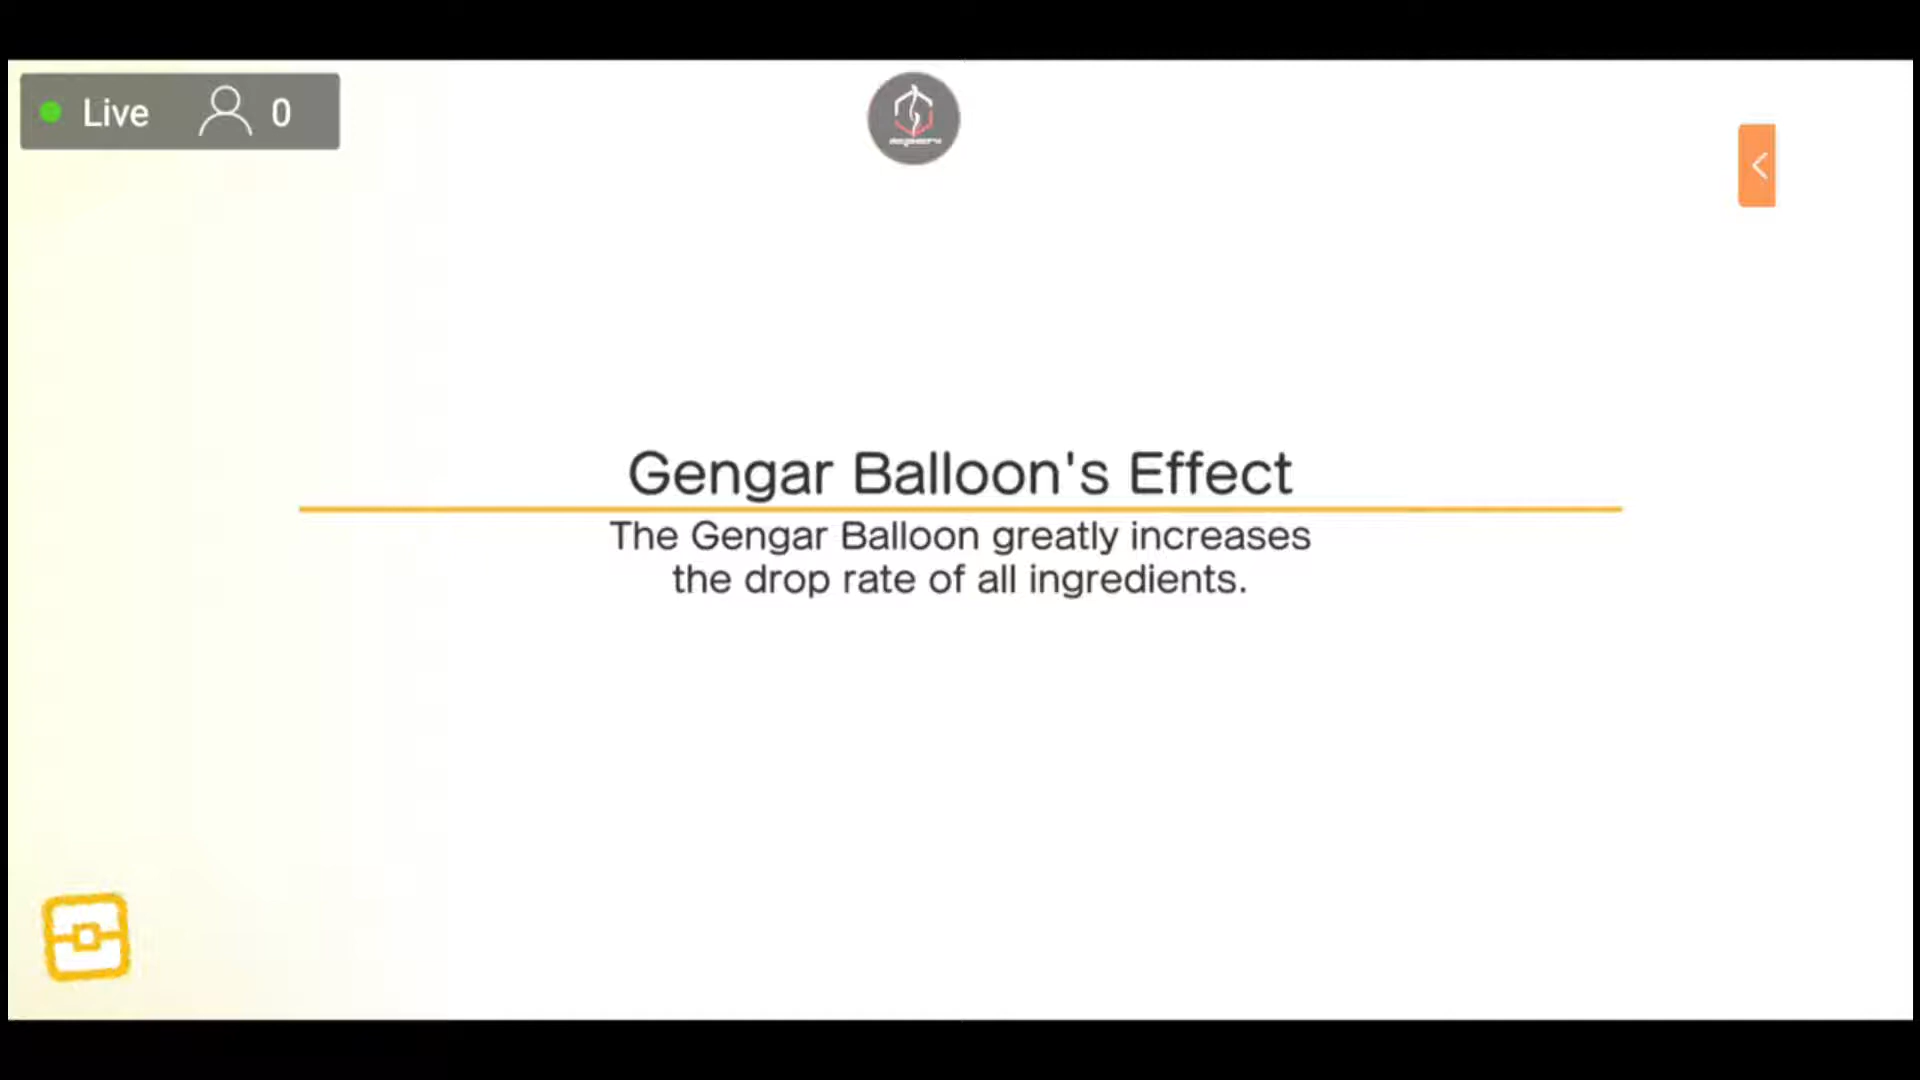 Live 0
Gengar Balloon's Effect
The Gengar Balloon greatly increases
the drop rate of all ingredients.